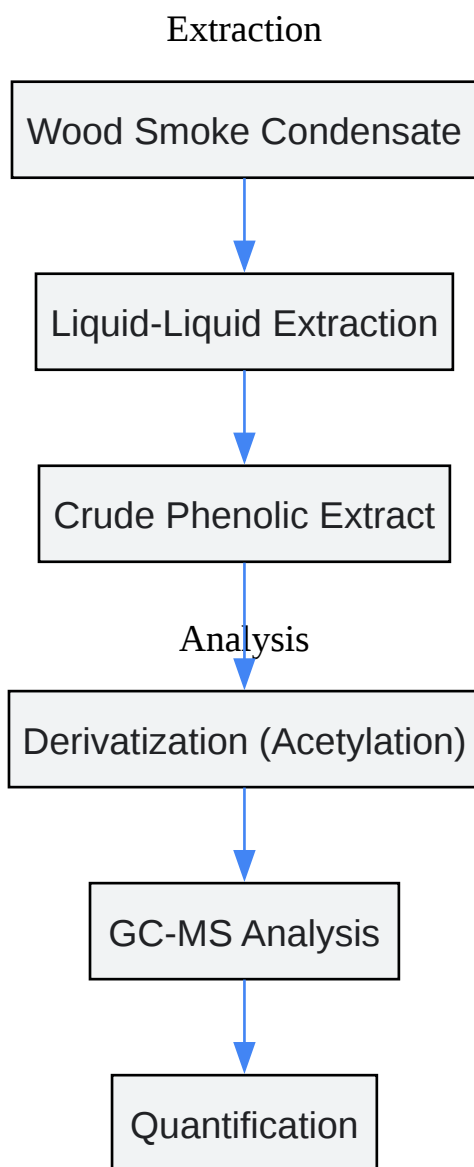 Extraction
Wood Smoke Condensate
Liquid-Liquid Extraction
Crude Phenolic Extract
Analysis
Derivatization (Acetylation)
GC-MS Analysis
Quantification